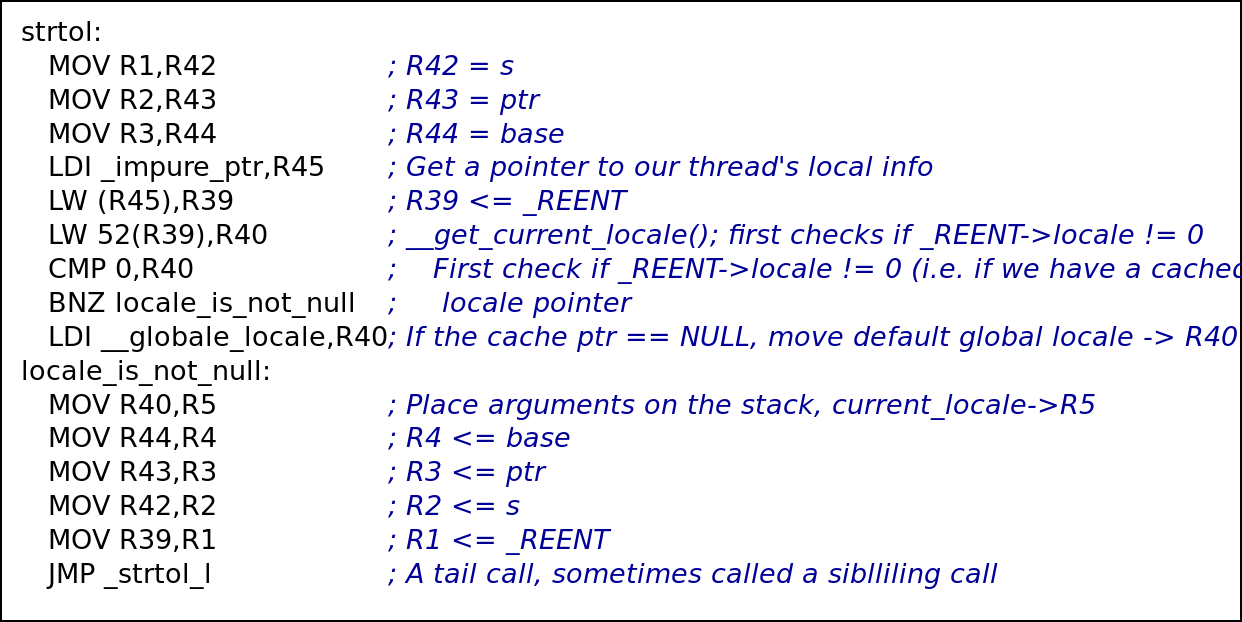 strtol:
MOV R1,R42 ; R42 = s
MOV R2,R43 ; R43 = ptr
MOV R3,R44 ; R44 = base
LDI _impure_ptr,R45 ; Get a pointer to our thread's local info
LW (R45),R39 ; R39 <= _REENT
LW 52(R39),R40 ; __get_current_locale(); first checks if _REENT->locale != 0
CMP 0,R40 ; First check if _REENT->locale != 0 (i.e. if we have a cached
BNZ locale_is_not_null ; locale pointer
LDI __globale_locale,R40; If the cache ptr == NULL, move default global locale -> R40
locale_is_not_null:
MOV R40,R5 ; Place arguments on the stack, current_locale->R5
MOV R44,R4 ; R4 <= base
MOV R43,R3 ; R3 <= ptr
MOV R42,R2 ; R2 <= s
MOV R39,R1 ; R1 <= _REENT
JMP _strtol_l ; A tail call, sometimes called a siblliling call